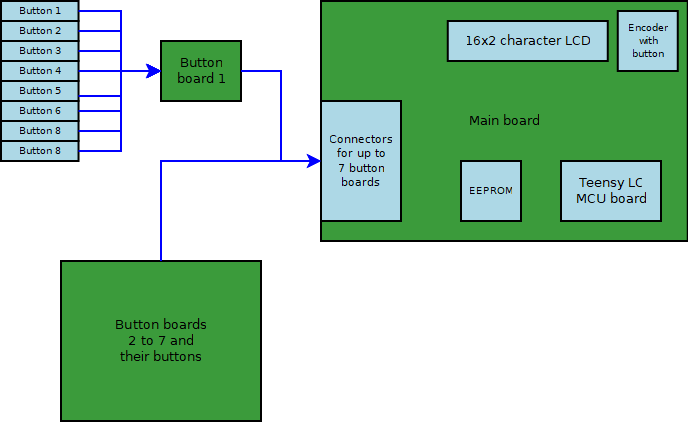 Button 1
Button 2
Button 3
Button 4
Button 5
Button 6
Button 8
Button 8
Button
board 1
16x2 character LCD
Encoder
with
button
Main board
Connectors
for up to
7 button
boards
EEPROM
Teensy LC
MCU board
Button boards
2 to 7 and
their buttons